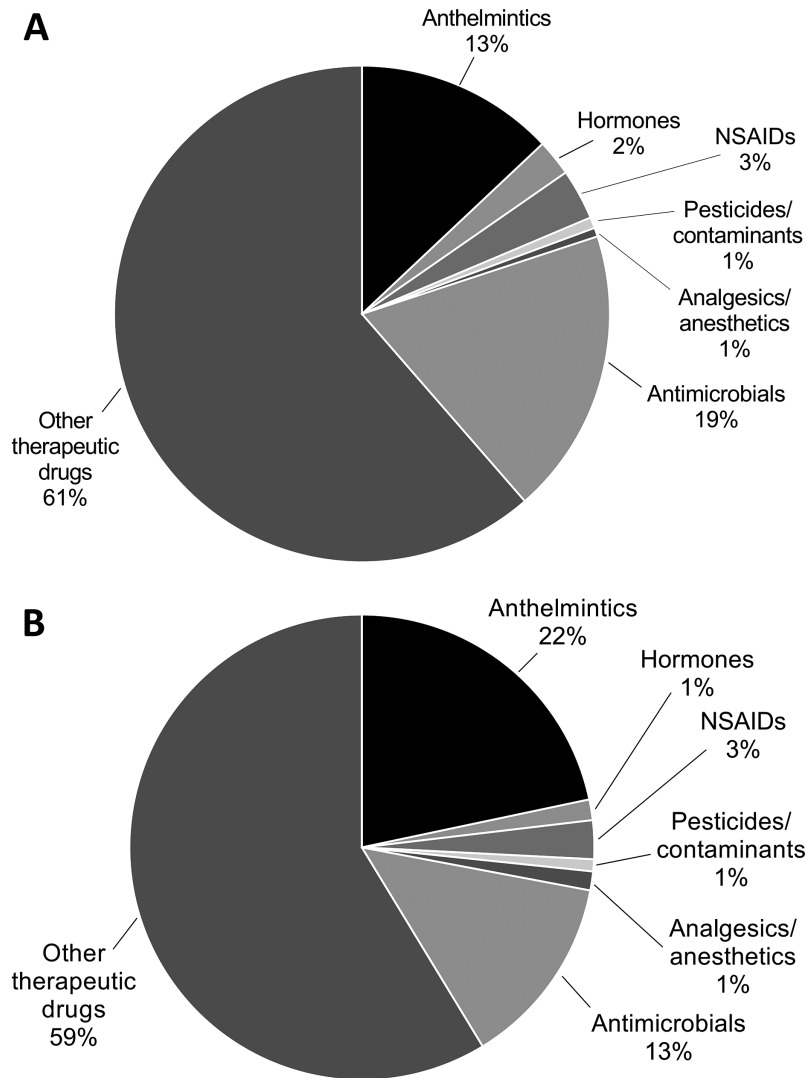 A
Anthelmintics
13%
Hormones
2%
NSAIDs
3%
Pesticides/
contaminants
1%
Analgesics/
anesthetics
1%
Antimicrobials
19%
Other
therapeutic
drugs
61%
B
Anthelmintics
22%
Hormones
1%
NSAIDs
3%
Pesticides/
contaminants
1%
Analgesics/
anesthetics
1%
Antimicrobials
13%
Other
therapeutic
drugs
59%